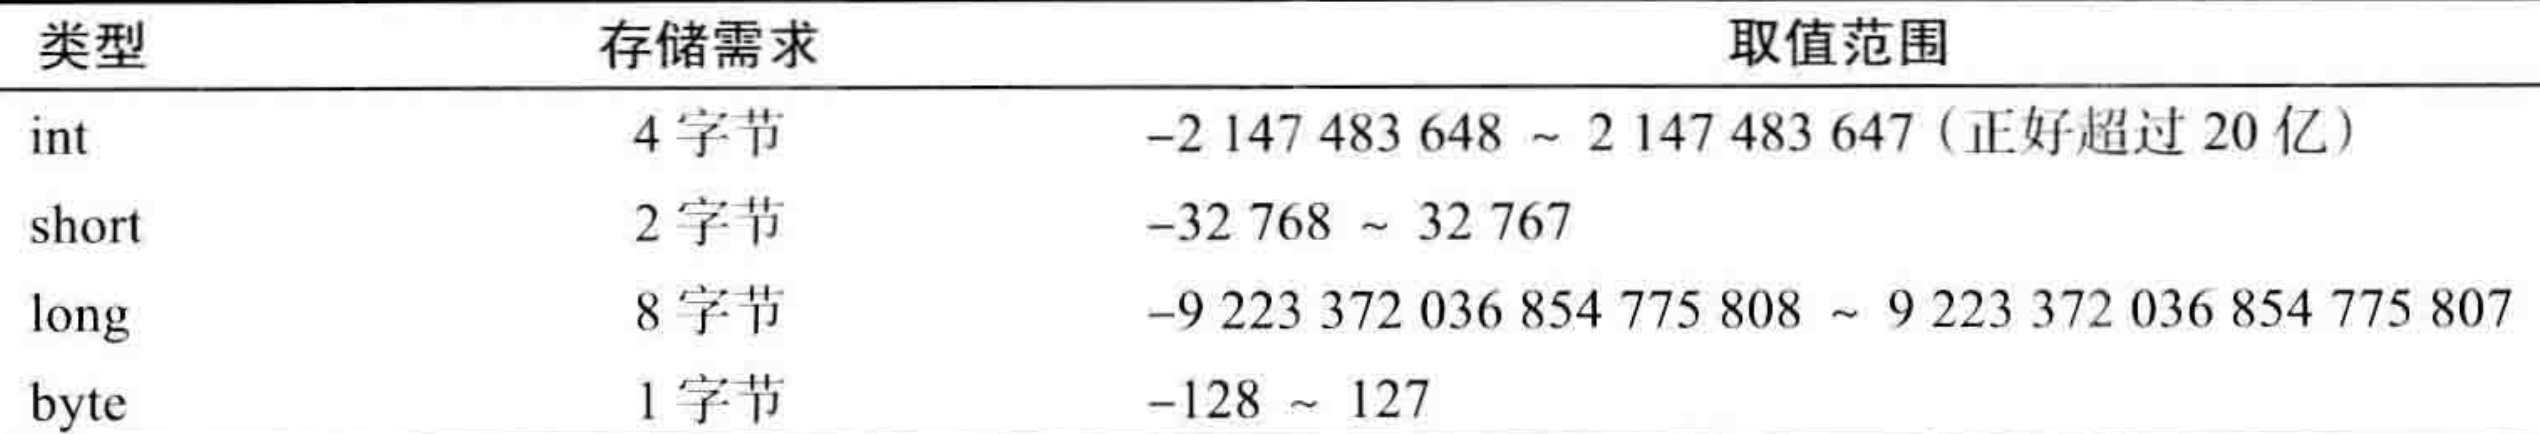 类型 存储需求 取值范围
int 4 字节 –2 147 483 648 ~ 2 147 483 647（正好超过 20 亿）
short 2 字节 –32 768 ~ 32 767
long 8 字节 –9 223 372 036 854 775 808 ~ 9 223 372 036 854 775 807
byte 1 字节 –128 ~ 127